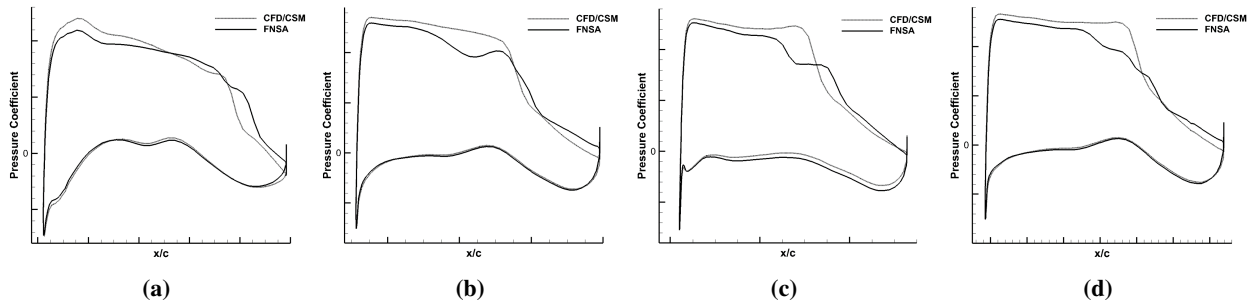 CFD/CSM
FNSA
Pressure Coefficient
0
x/c
(a)
CFD/CSM
FNSA
Pressure Coefficient
0
x/c
(b)
CFD/CSM
FNSA
Pressure Coefficient
0
x/c
(c)
CFD/CSM
FNSA
Pressure Coefficient
0
x/c
(d)